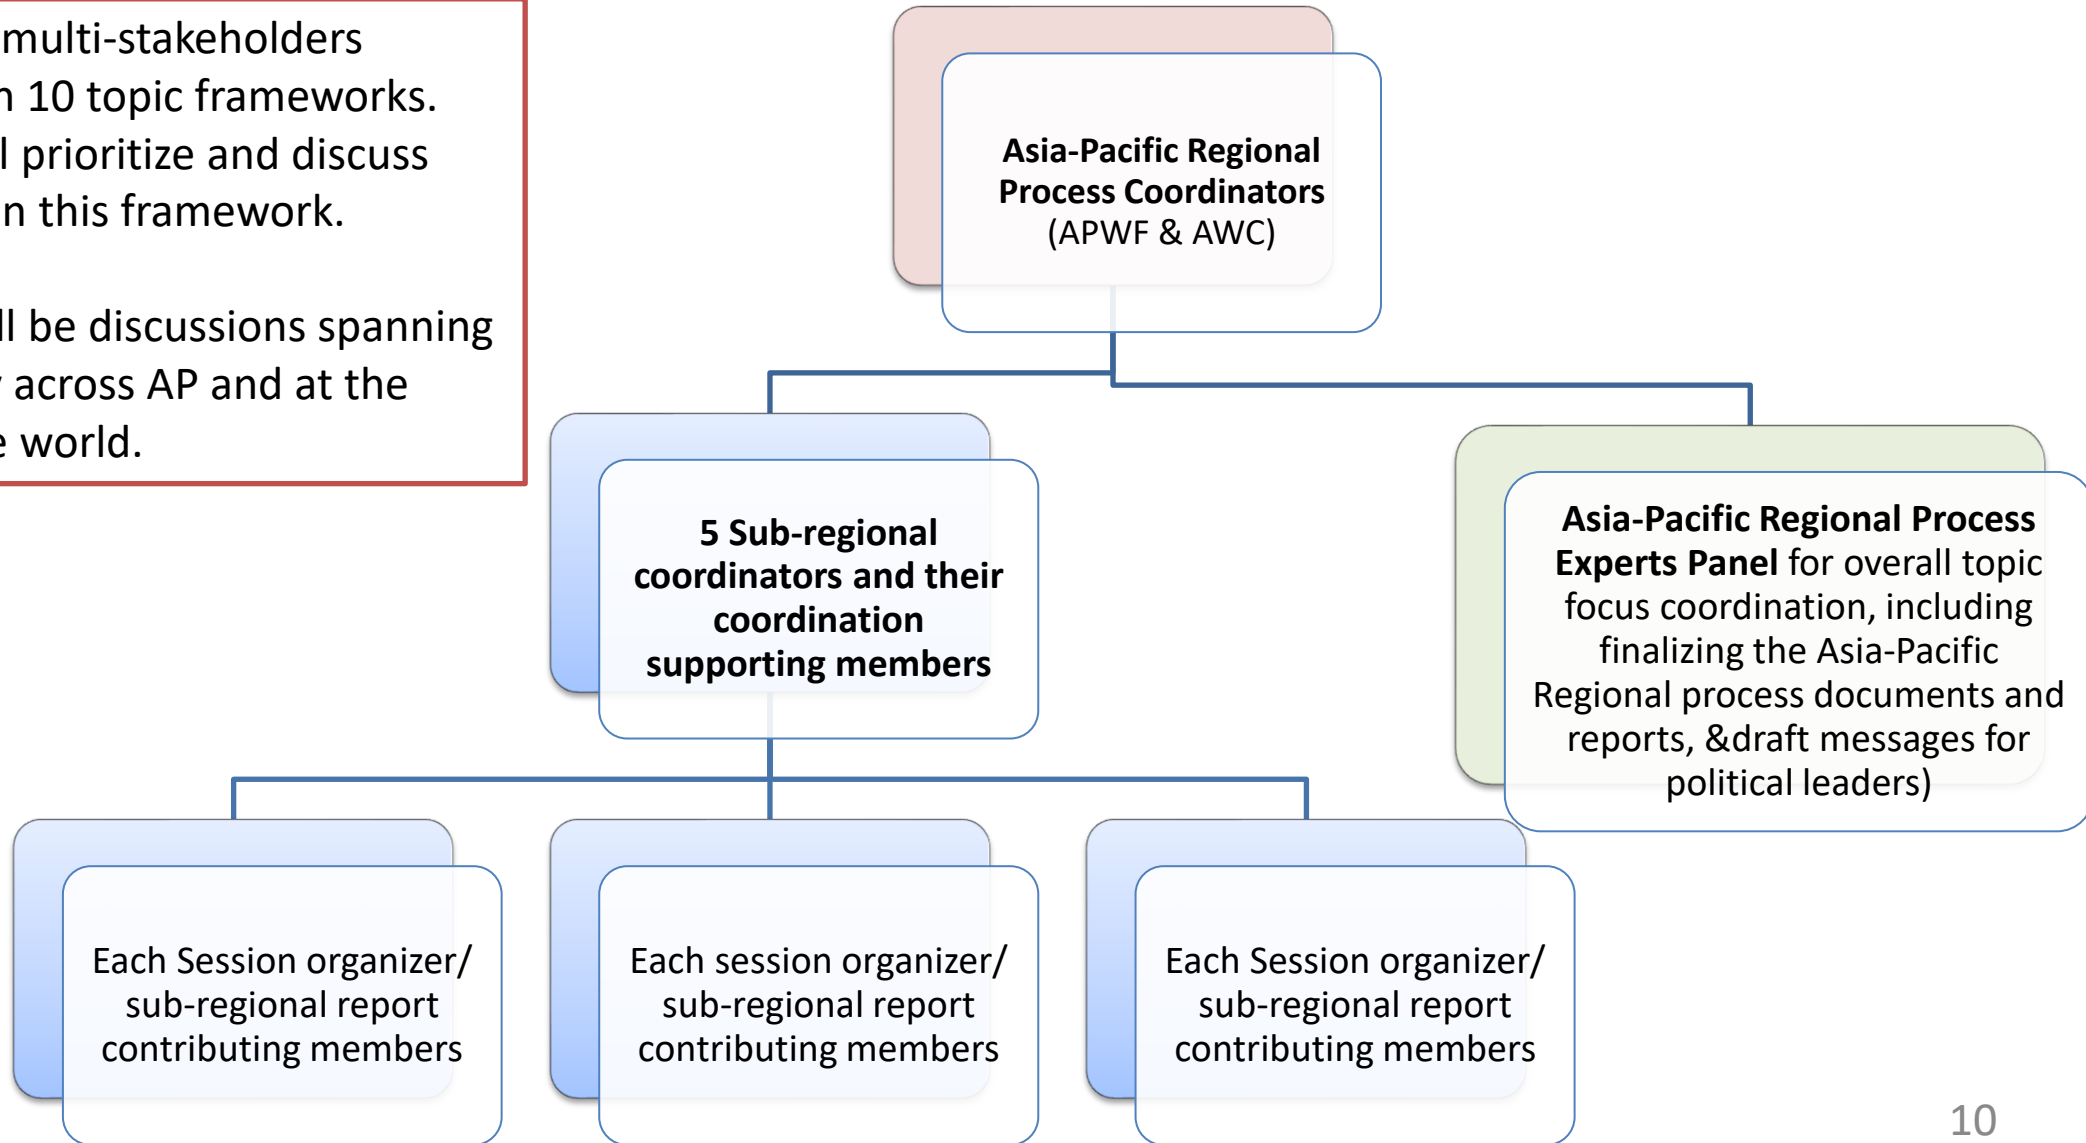 multi-stakeholders
10 topic frameworks.
prioritize and discuss
this framework.
be discussions spanning
across AP and at the
world.
Asia-Pacific Regional
Process Coordinators
(APWF & AWC)
5 Sub-regional
coordinators and their
coordination
supporting members
Asia-Pacific Regional Process
Experts Panel for overall topic
focus coordination, including
finalizing the Asia-Pacific
Regional process documents and
reports, &draft messages for
political leaders)
Each Session organizer/
sub-regional report
contributing members
Each session organizer/
sub-regional report
contributing members
Each Session organizer/
sub-regional report
contributing members
10